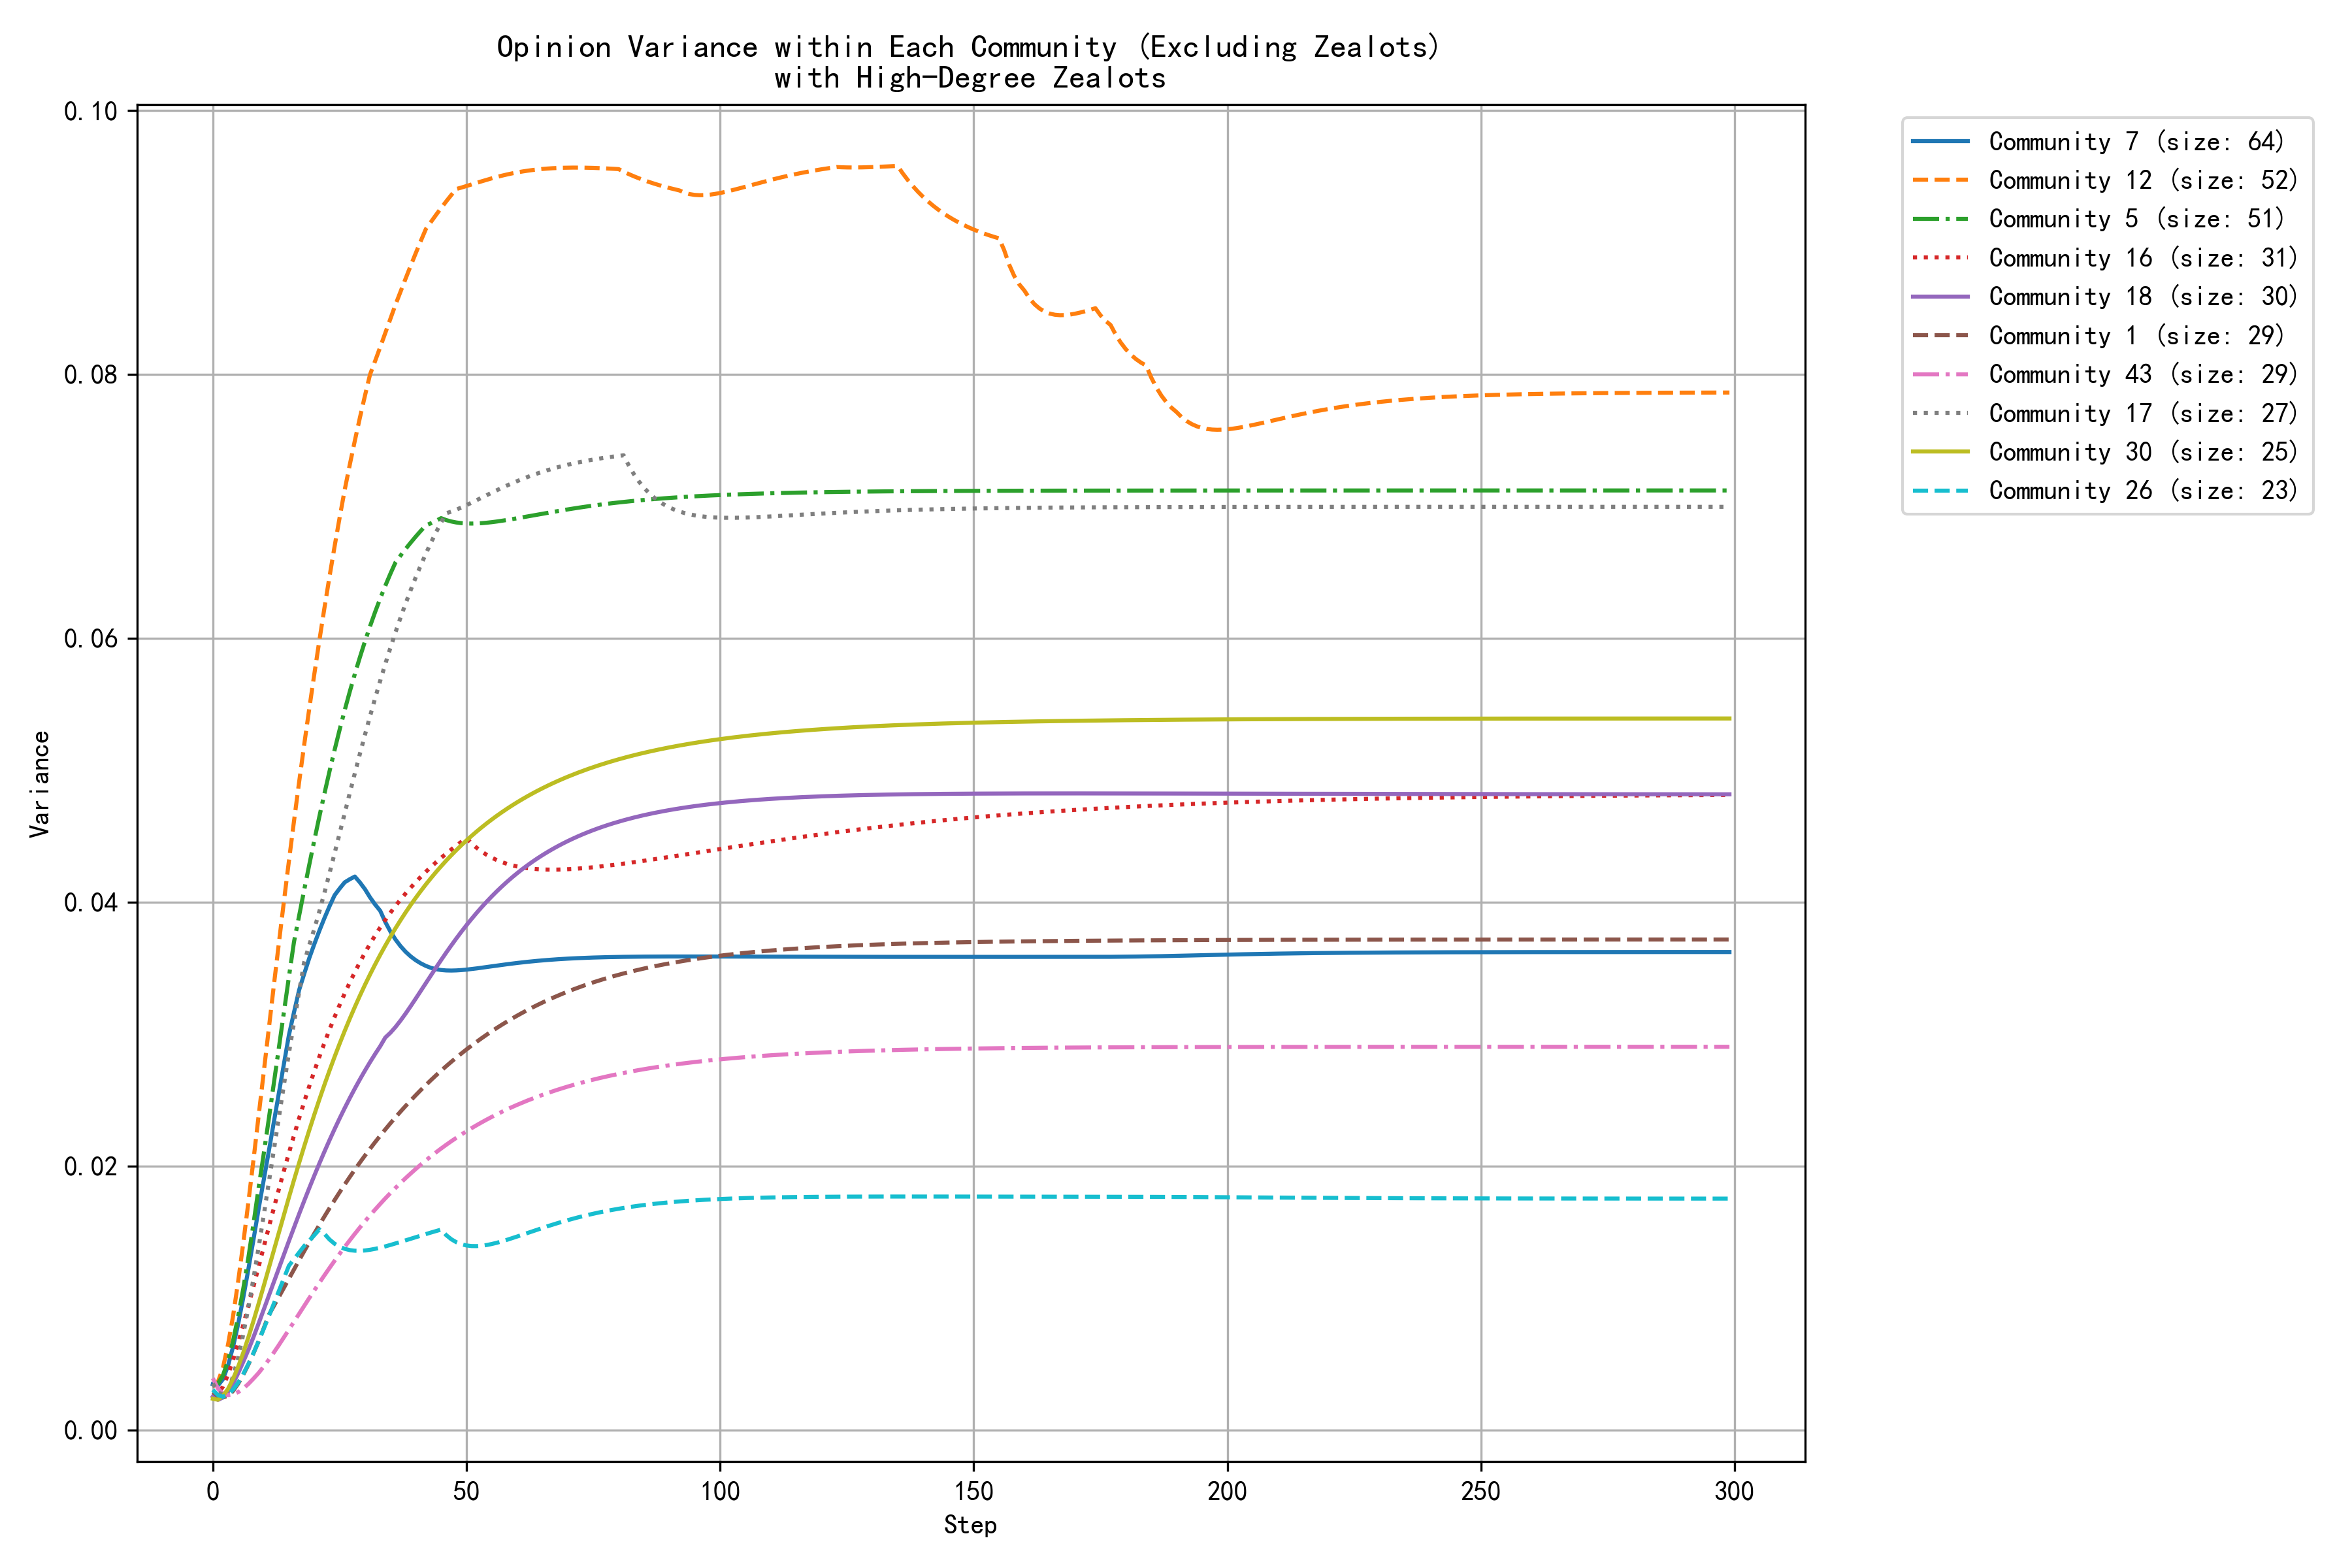 Opinion Variance within Each Community (Excluding Zealots)
with High-Degree Zealots
0.10
0.08
0.06
0.04
0.02
0.00
Variance
0 50 100 150 200 250 300
Step
Community 7 (size: 64)
Community 12 (size: 52)
Community 5 (size: 51)
Community 16 (size: 31)
Community 18 (size: 30)
Community 1 (size: 29)
Community 43 (size: 29)
Community 17 (size: 27)
Community 30 (size: 25)
Community 26 (size: 23)